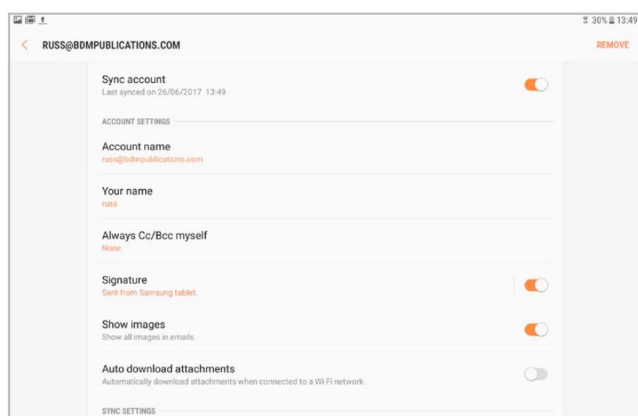 30% 13:49
RUSS@BDMPUBLICATIONS.COM REMOVE
Sync account
Last synced on 26/06/2017 13:49
ACCOUNT SETTINGS
Account name
russ@bdmpublications.com
Your name
russ
Always Cc/Bcc myself
None
Signature
Sent from Samsung tablet.
Show images
Show all images in emails.
Auto download attachments
Automatically download attachments when connected to a Wi-Fi network.
SYNC SETTINGS